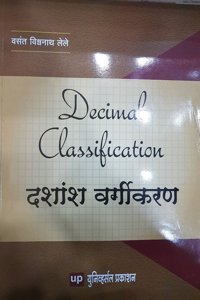 वसंत विश्वनाथ लेले
Decimal
Classification
दशांश वर्गीकरण
up युनिव्हर्सल प्रकाशन